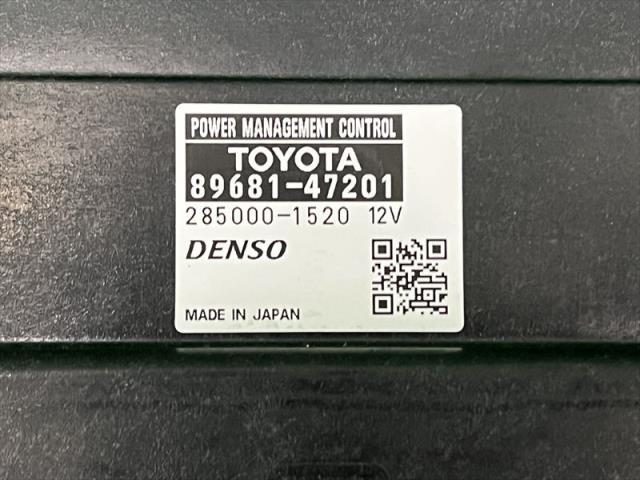 POWER MANAGEMENT CONTROL
TOYOTA
89681-47201
285000-1520 12V
DENSO
MADE IN JAPAN